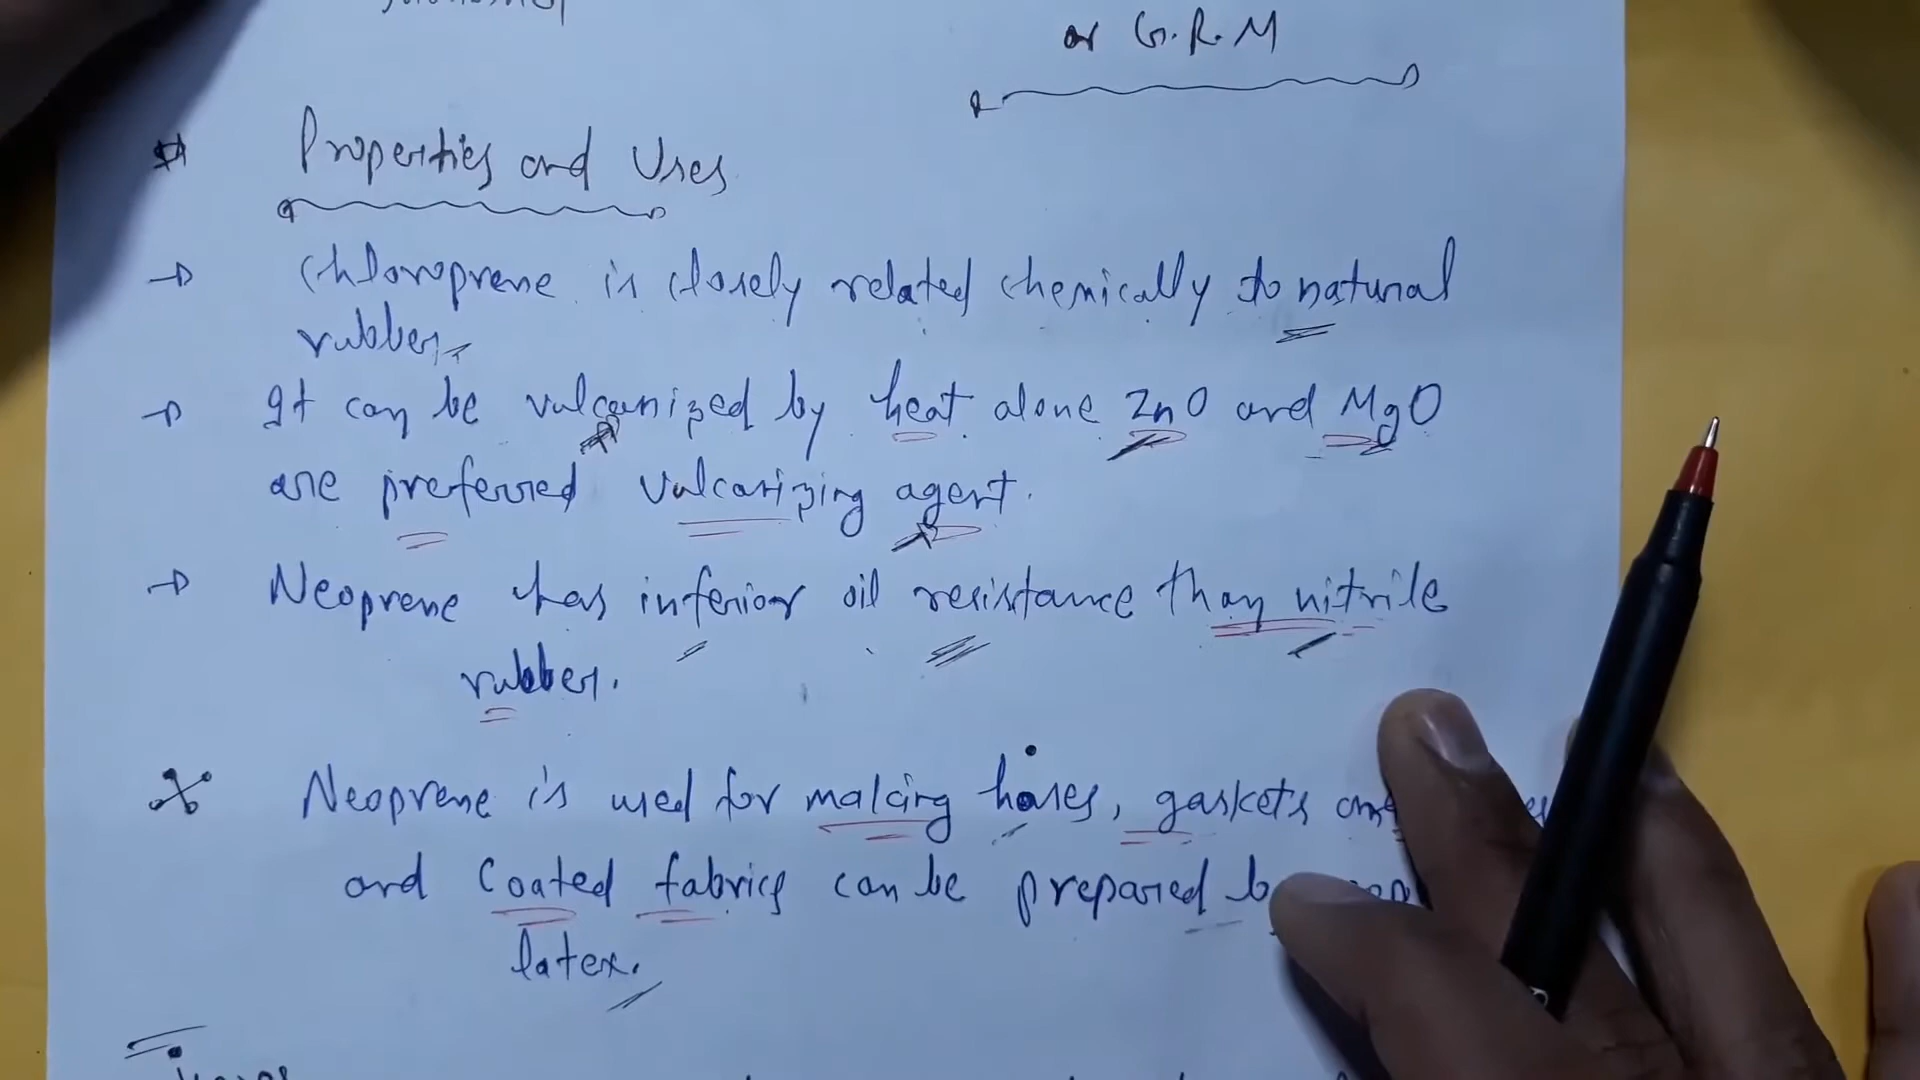 or G.R.M
Properties and Uses
→ Chloroprene is closely related chemically to natural
rubber.
→ It can be vulcanized by heat alone ZnO and MgO
are preferred vulcanizing agent.
→ Neoprene has inferior oil resistance than nitrile
rubber.
Neoprene is used for making hoses, gaskets
and coated fabrics can be prepared
latex.